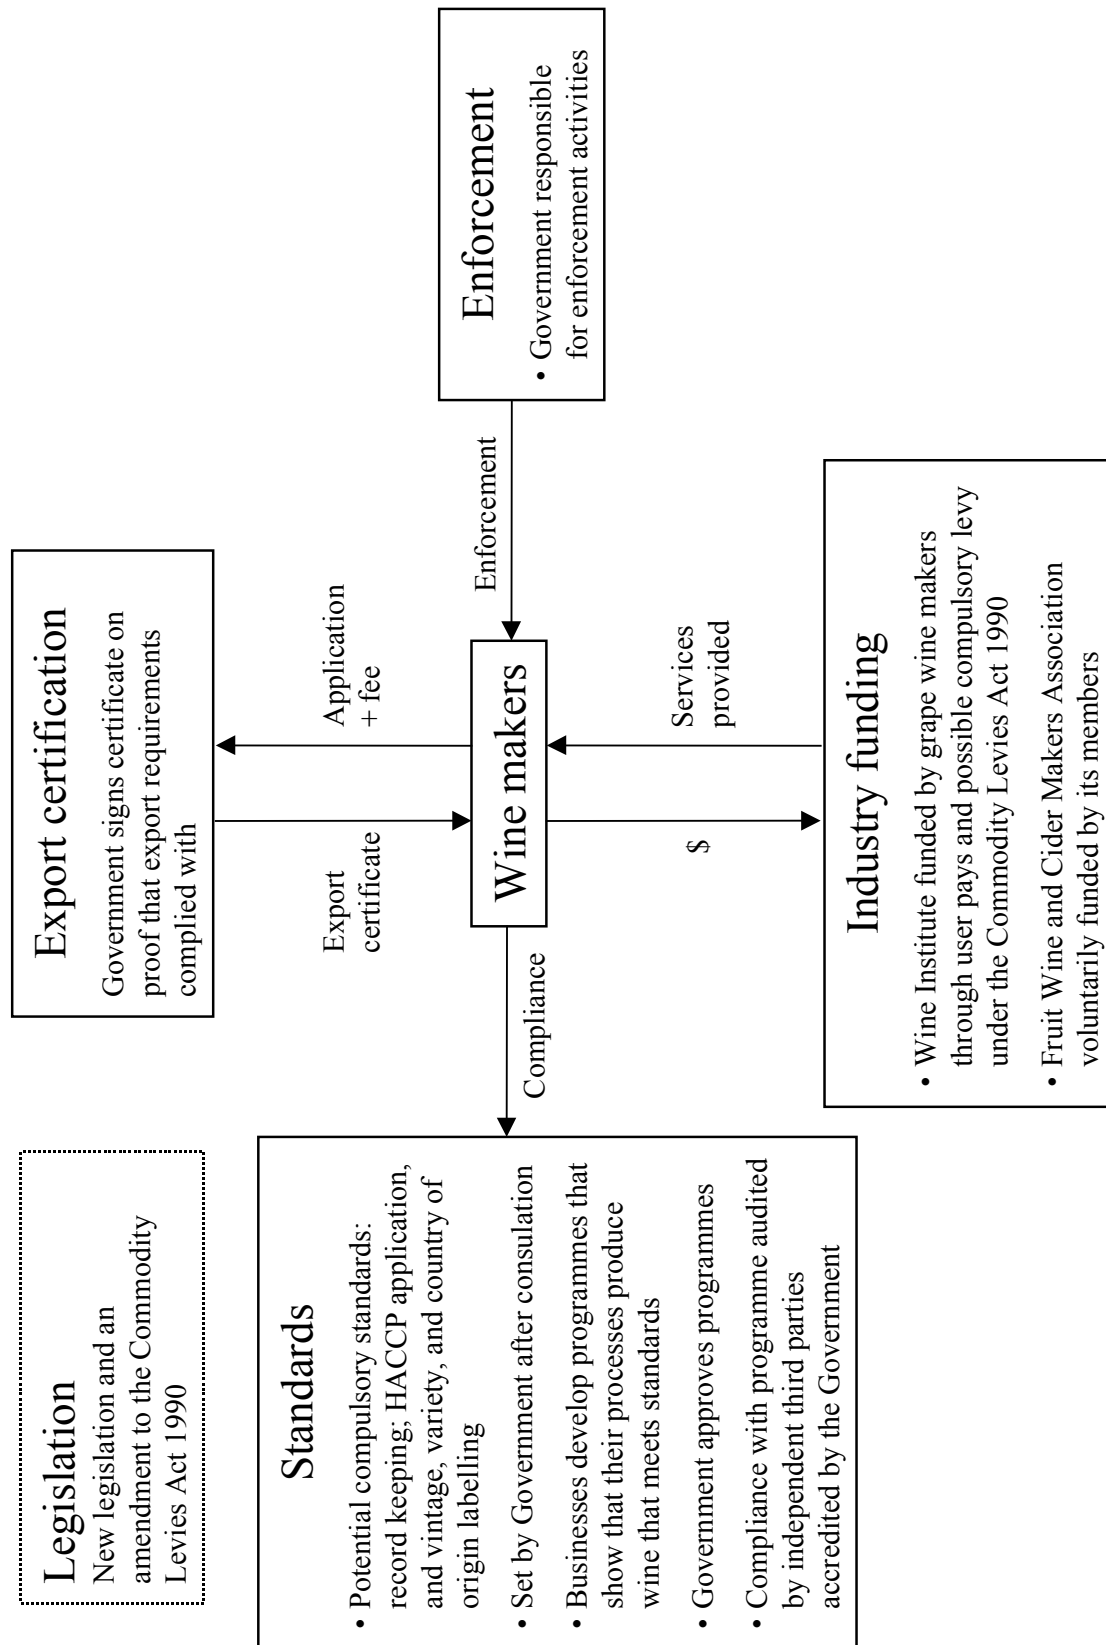 Legislation
New legislation and an
amendment to the Commodity
Levies Act 1990
Export certification
Government signs certificate on
proof that export requirements
complied with
Standards
• Potential compulsory standards:
record keeping; HACCP application,
and vintage, variety, and country of
origin labelling
• Set by Government after consulation
• Businesses develop programmes that
show that their processes produce
wine that meets standards
• Government approves programmes
• Compliance with programme audited
by independent third parties
accredited by the Government
Export
certificate
Application
+ fee
Compliance
Wine makers
Enforcement
Enforcement
• Government responsible
for enforcement activities
$
Services
provided
Industry funding
• Wine Institute funded by grape wine makers
through user pays and possible compulsory levy
under the Commodity Levies Act 1990
• Fruit Wine and Cider Makers Association
voluntarily funded by its members